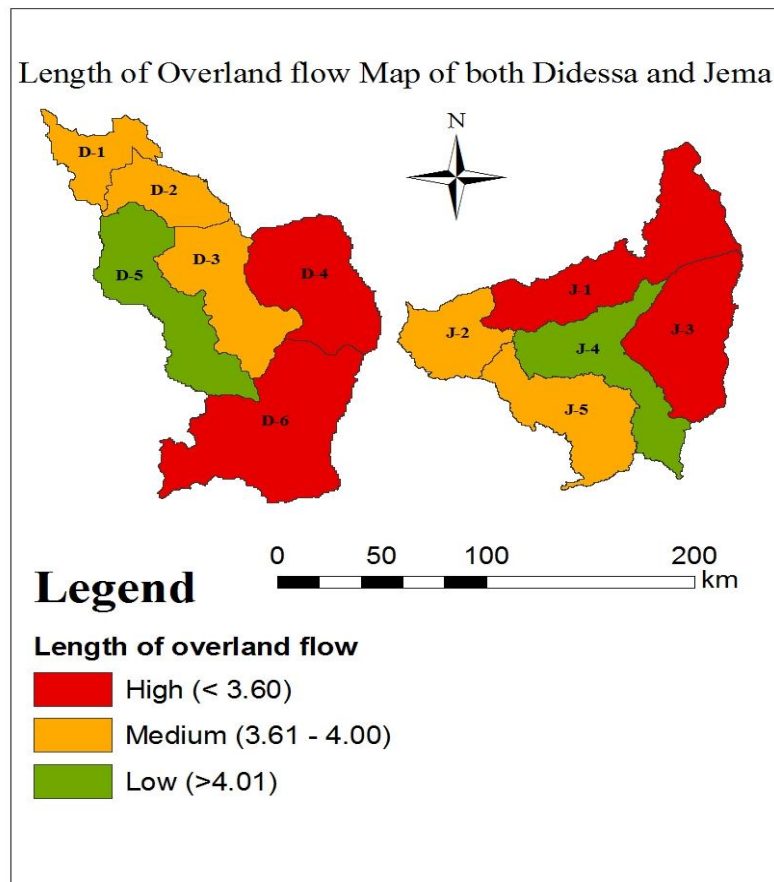 Length of Overland flow Map of both Didessa and Jema
N
D-1
D-2
D-3
D-4
D-5
D-6
J-1
J-2
J-3
J-4
J-5
0 50 100 200
km
Legend
Length of overland flow
High (< 3.60)
Medium (3.61 - 4.00)
Low (>4.01)